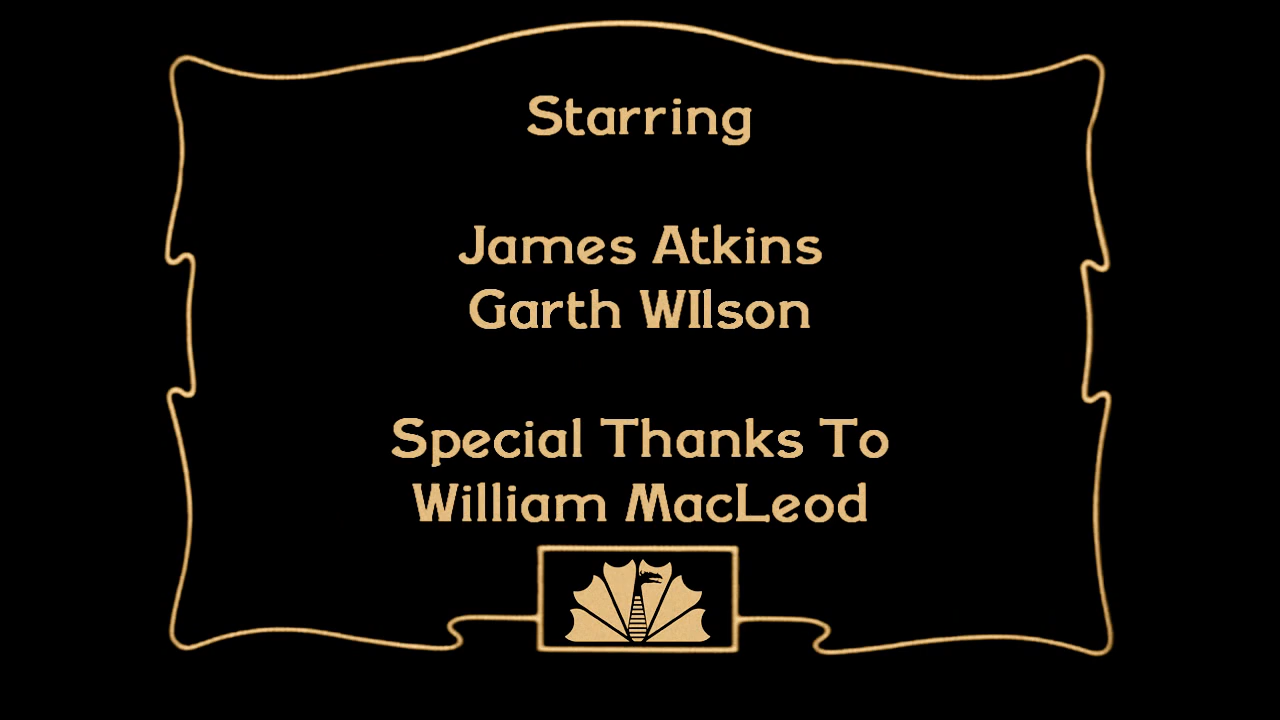 Starring
James Atkins
Garth WIlson
Special Thanks To
William MacLeod